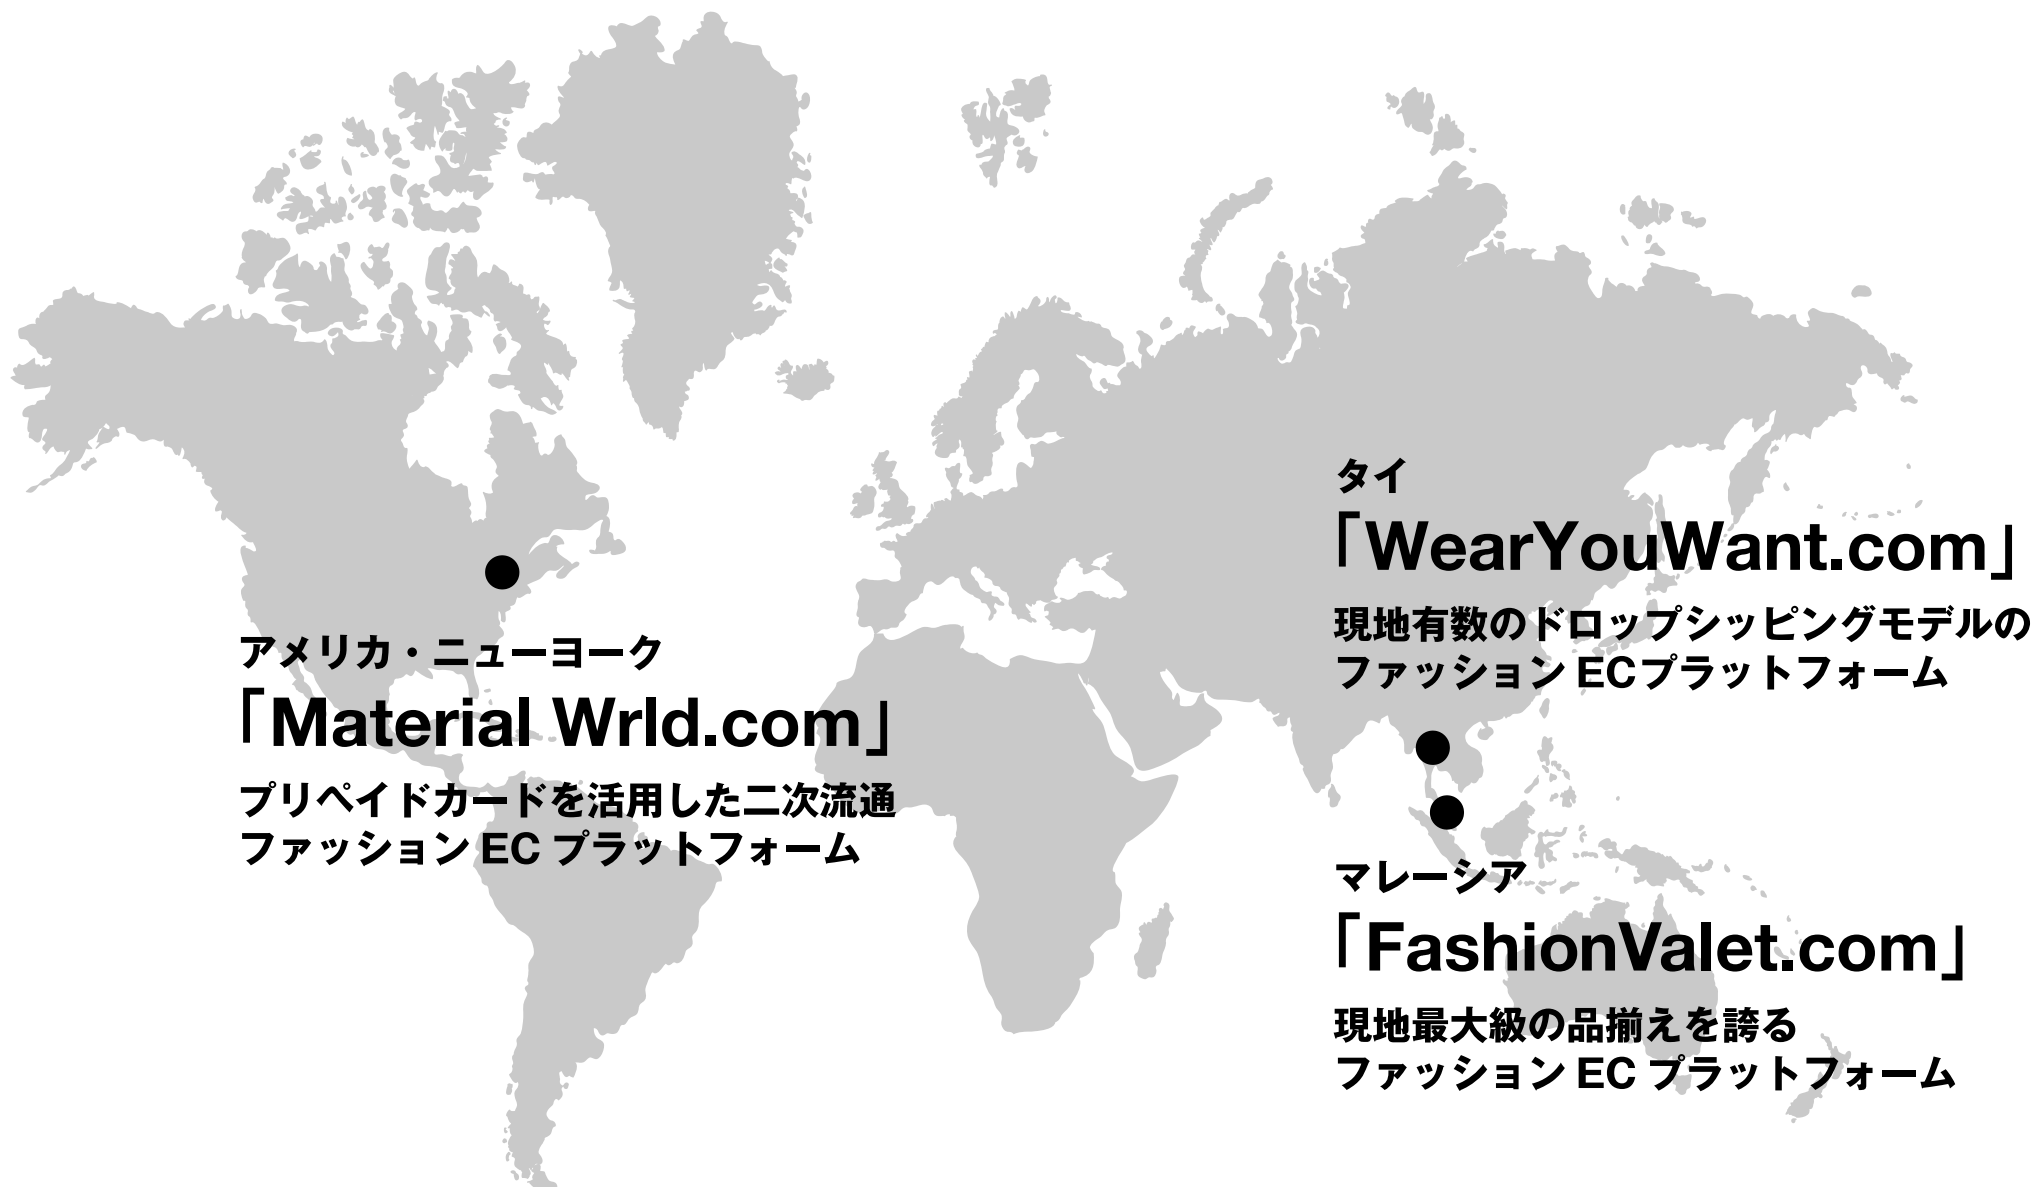 アメリカ・ニューヨーク
「Material Wrld.com」
プリペイドカードを活用した二次流通
ファッション EC プラットフォーム
タイ
「WearYouWant.com」
現地有数のドロップシッピングモデルの
ファッション ECプラットフォーム
マレーシア
「FashionValet.com」
現地最大級の品揃えを誇る
ファッション EC プラットフォーム